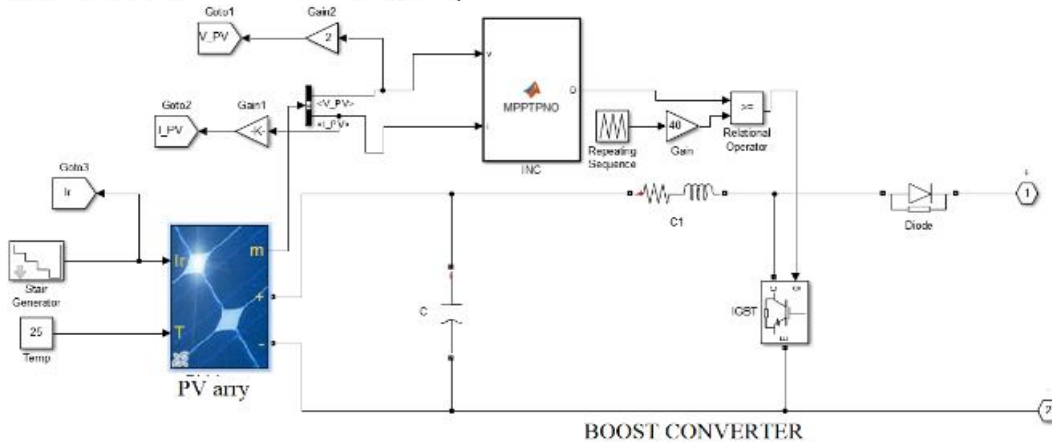 Goto1
Gain2
V_PV
2
<V_PV>
<I_PV>
Goto2
Gain1
I_PV
-K-
v
i
MPPTPNO
D
INC
Repeating
Sequence
40
Gain
>=
Relational
Operator
Goto3
Ir
Stair
Generator
25
Temp
Ir
T
m
+
-
PV arry
C
C1
IGBT
C
G
E
Diode
+
1
2
BOOST CONVERTER